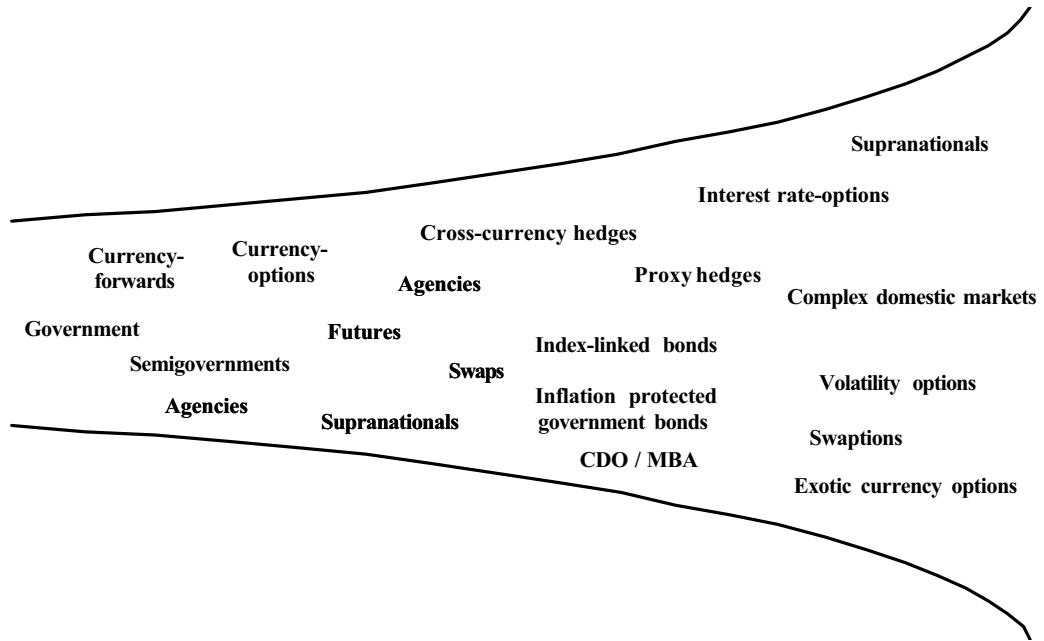 Supranationals
Interest rate-options
Cross-currency hedges
Currency-
forwards
Currency-
options
Agencies
Proxy hedges
Complex domestic markets
Government
Futures
Index-linked bonds
Semigovernments
Swaps
Volatility options
Agencies
Supranationals
Inflation protected
government bonds
Swaptions
CDO / MBA
Exotic currency options